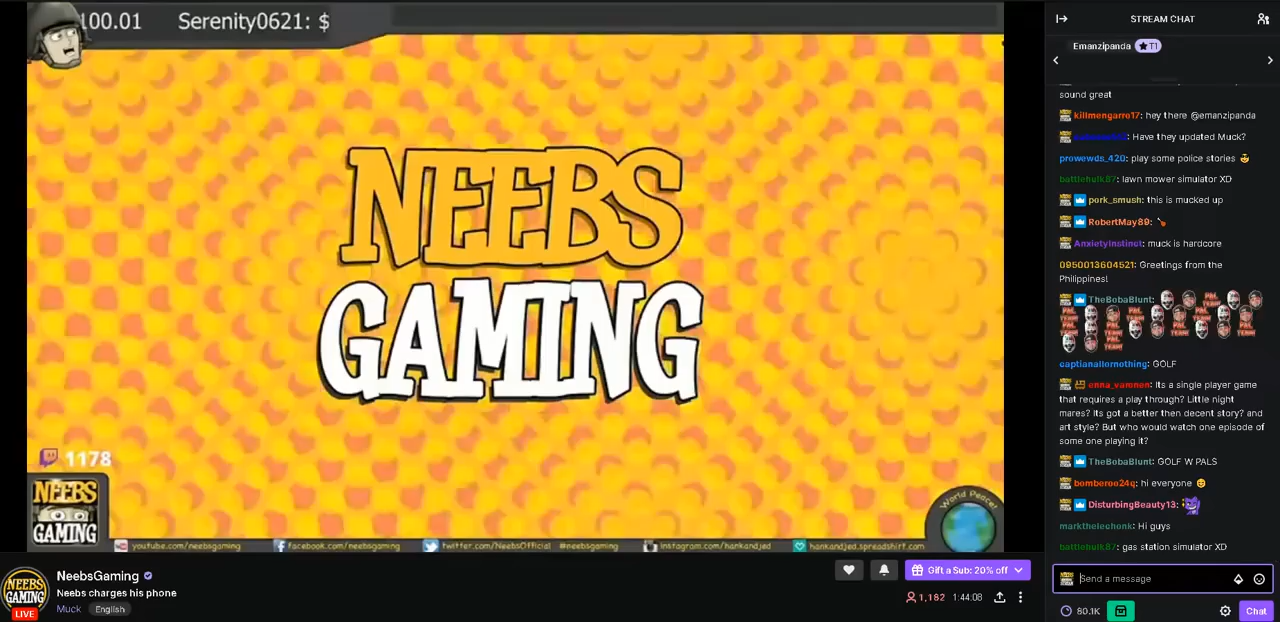 100.01 Serenity0621: $
NEEBS
GAMING
1178
NEEBS
GAMING
World Peace!
youtube.com/neebsgaming
facebook.com/neebsgaming
twitter.com/NeebsOfficial #neebsgaming
instagram.com/hankandjed
hankandjed.spreadshirt.com
NEEBS
GAMING
LIVE
NeebsGaming
Neebs charges his phone
Muck English
Gift a Sub: 20% off
1,182 1:44:08
STREAM CHAT
Emanzipanda T1
sound great
killmengarro17: hey there @emanzipanda
: Have they updated Muck?
prowewds_420: play some police stories
battlehulk87: lawn mower simulator XD
pork_smush: this is mucked up
RobertMay89:
AnxietyInstinct: muck is hardcore
0950013604521: Greetings from the
Philippines!
TheBobaBlunt:
captianallornothing: GOLF
enna_vamnen: Its a single player game
that requires a play through? Little night
mares? Its got a better then decent story? and
art style? But who would watch one episode of
some one playing it?
TheBobaBlunt: GOLF W PALS
bomberoo24q: hi everyone
DisturbingBeauty13:
markthelechonk: Hi guys
battlehulk87: gas station simulator XD
Send a message
80.1K Chat